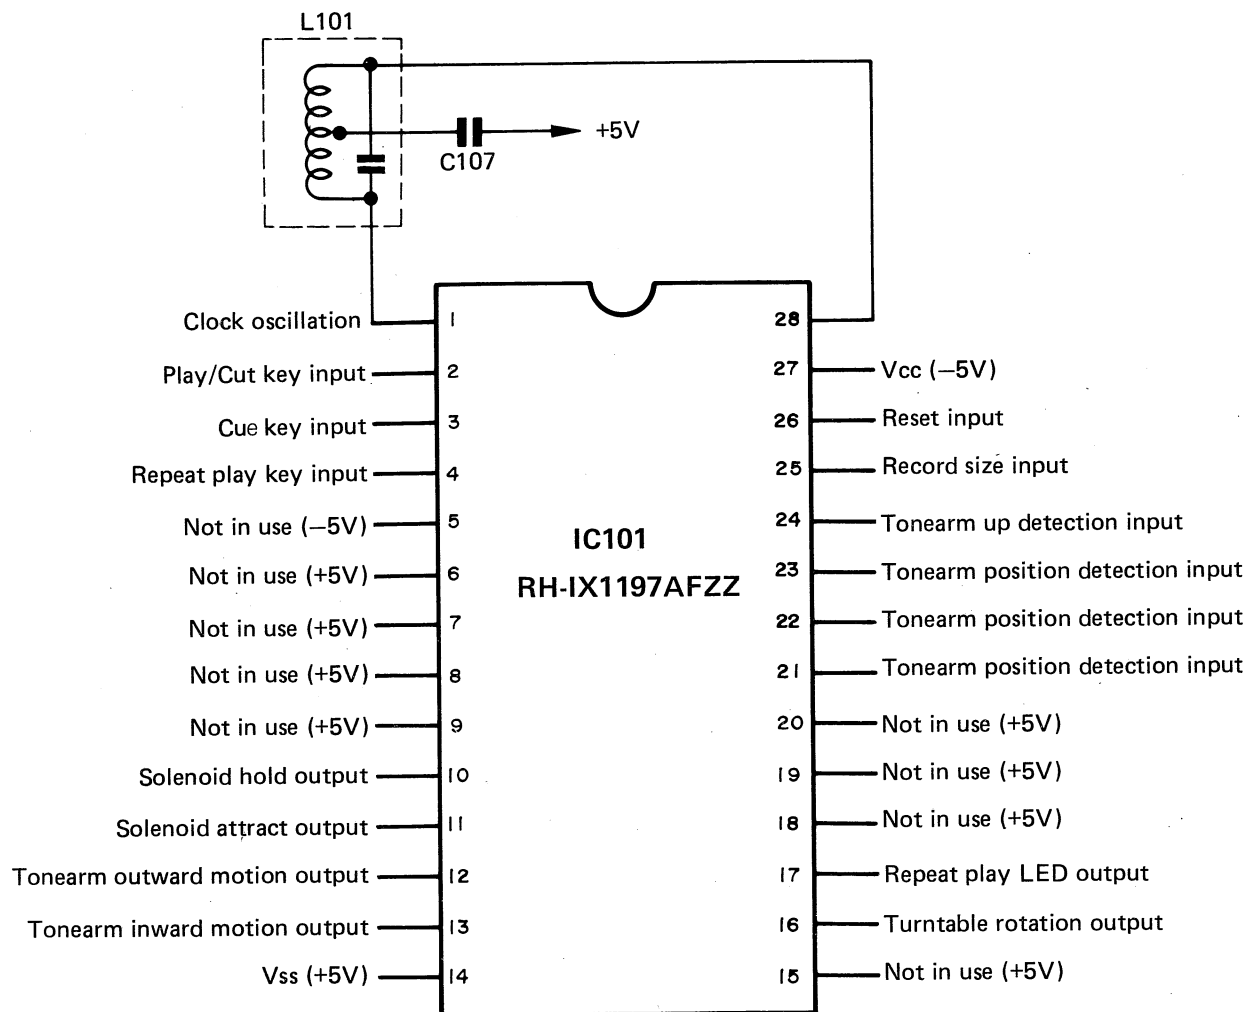 L101
+5V
C107
Clock oscillation 1
Play/Cut key input 2
Cue key input 3
Repeat play key input 4
Not in use (−5V) 5
Not in use (+5V) 6
Not in use (+5V) 7
Not in use (+5V) 8
Not in use (+5V) 9
Solenoid hold output 10
Solenoid attract output 11
Tonearm outward motion output 12
Tonearm inward motion output 13
Vss (+5V) 14
IC101
RH-IX1197AFZZ
28
27 Vcc (−5V)
26 Reset input
25 Record size input
24 Tonearm up detection input
23 Tonearm position detection input
22 Tonearm position detection input
21 Tonearm position detection input
20 Not in use (+5V)
19 Not in use (+5V)
18 Not in use (+5V)
17 Repeat play LED output
16 Turntable rotation output
15 Not in use (+5V)